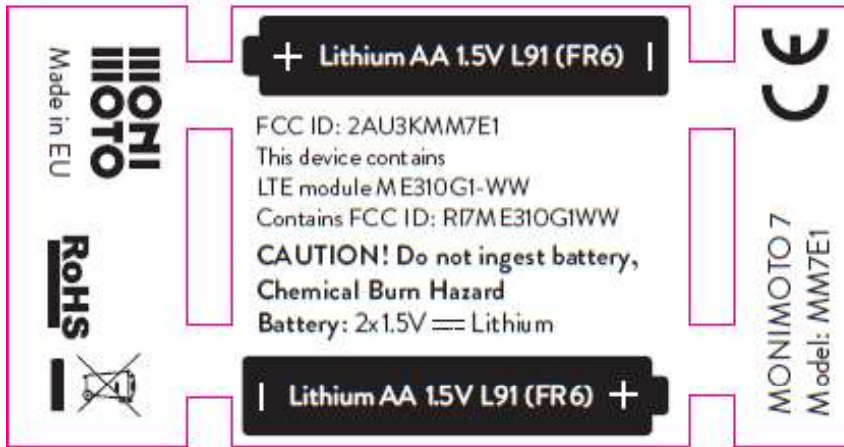 IIIONI
IIIOTO
Made in EU
RoHS
+ Lithium AA 1.5V L91 (FR6) |
FCC ID: 2AU3KMM7E1
This device contains
LTE module ME310G1-WW
Contains FCC ID: RI7ME310G1WW
CAUTION! Do not ingest battery,
Chemical Burn Hazard
Battery: 2x1.5V ⎓ Lithium
| Lithium AA 1.5V L91 (FR6) +
CE
MONIMOTO 7
Model: MM7E1